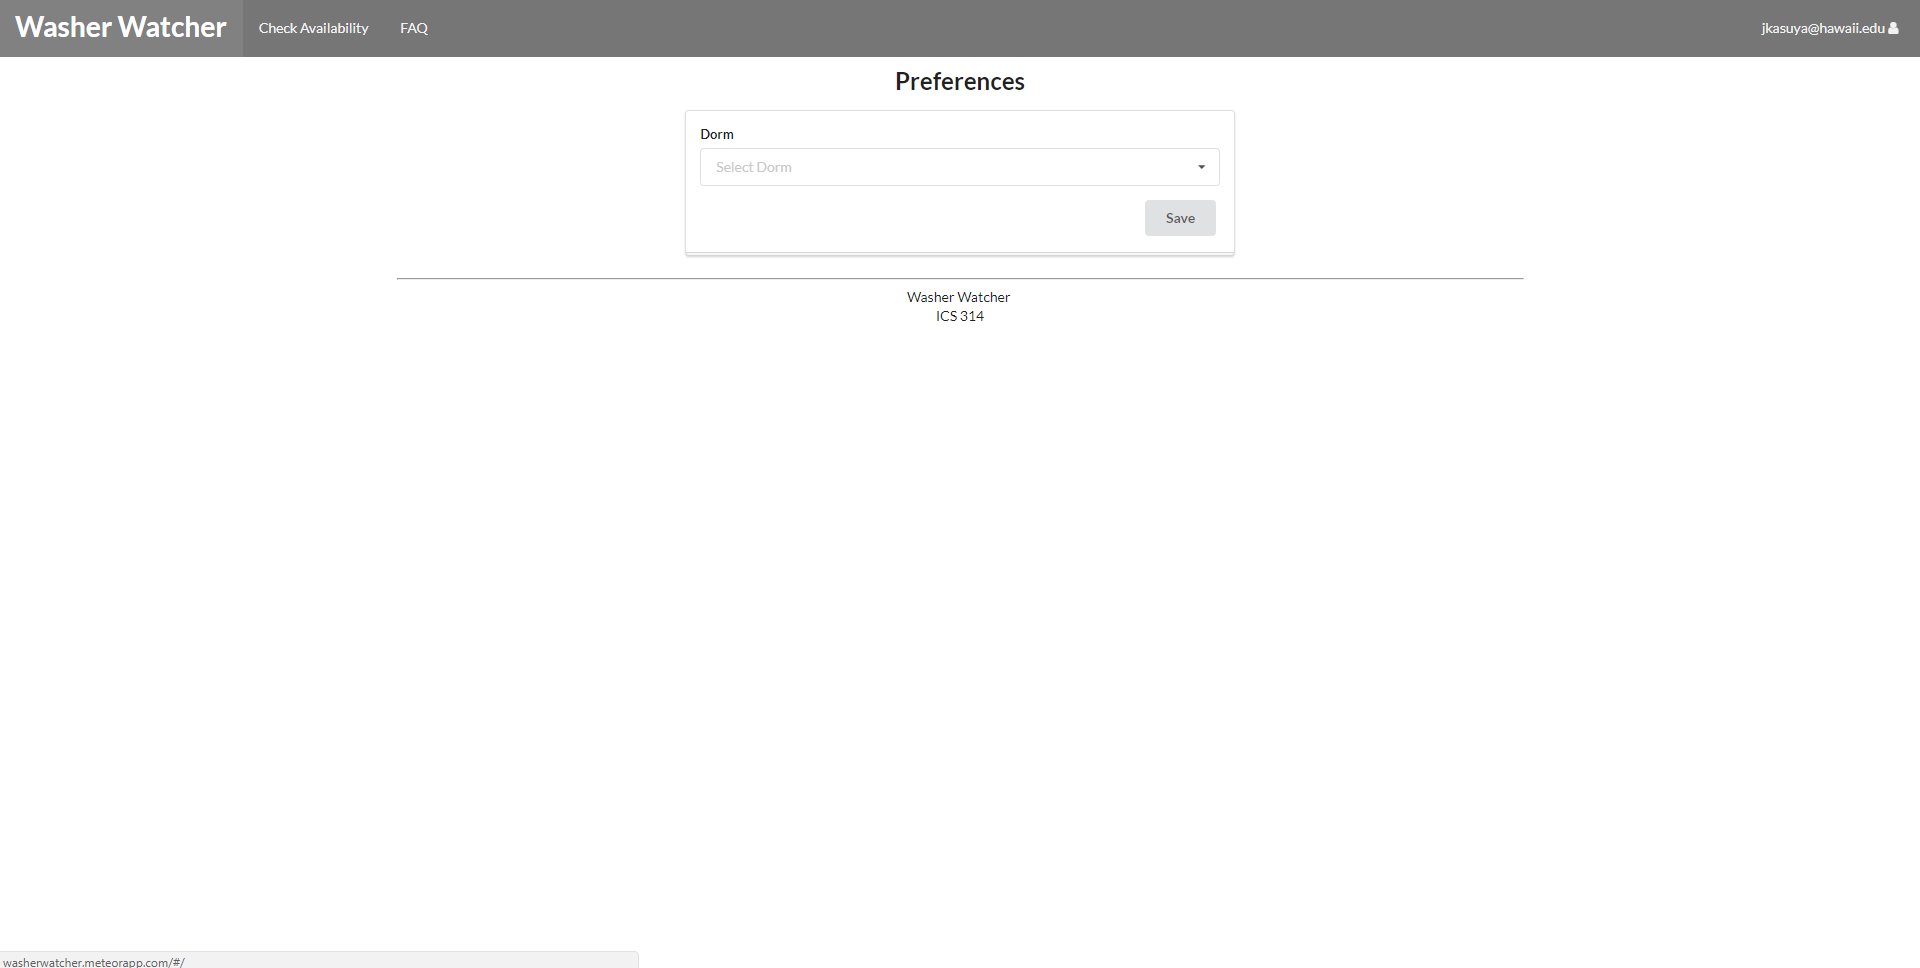 Washer Watcher
Check Availability
FAQ
jkasuya@hawaii.edu
Preferences
Dorm
Select Dorm
Save
Washer Watcher
ICS 314
washerwatcher.meteorapp.com/#/